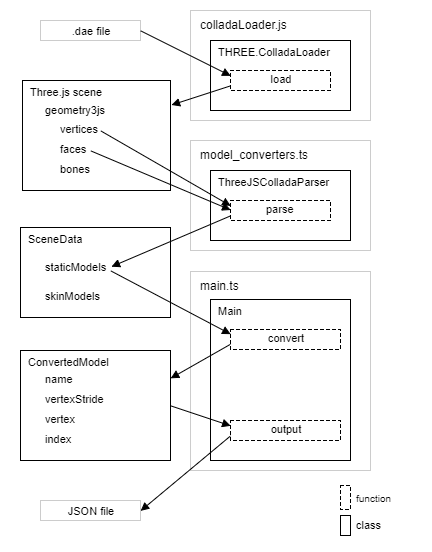 .dae file
colladaLoader.js
THREE.ColladaLoader
load
Three.js scene
geometry3js
vertices
faces
bones
model_converters.ts
ThreeJSColladaParser
parse
SceneData
staticModels
skinModels
main.ts
Main
convert
ConvertedModel
name
vertexStride
vertex
index
output
JSON file
function
class